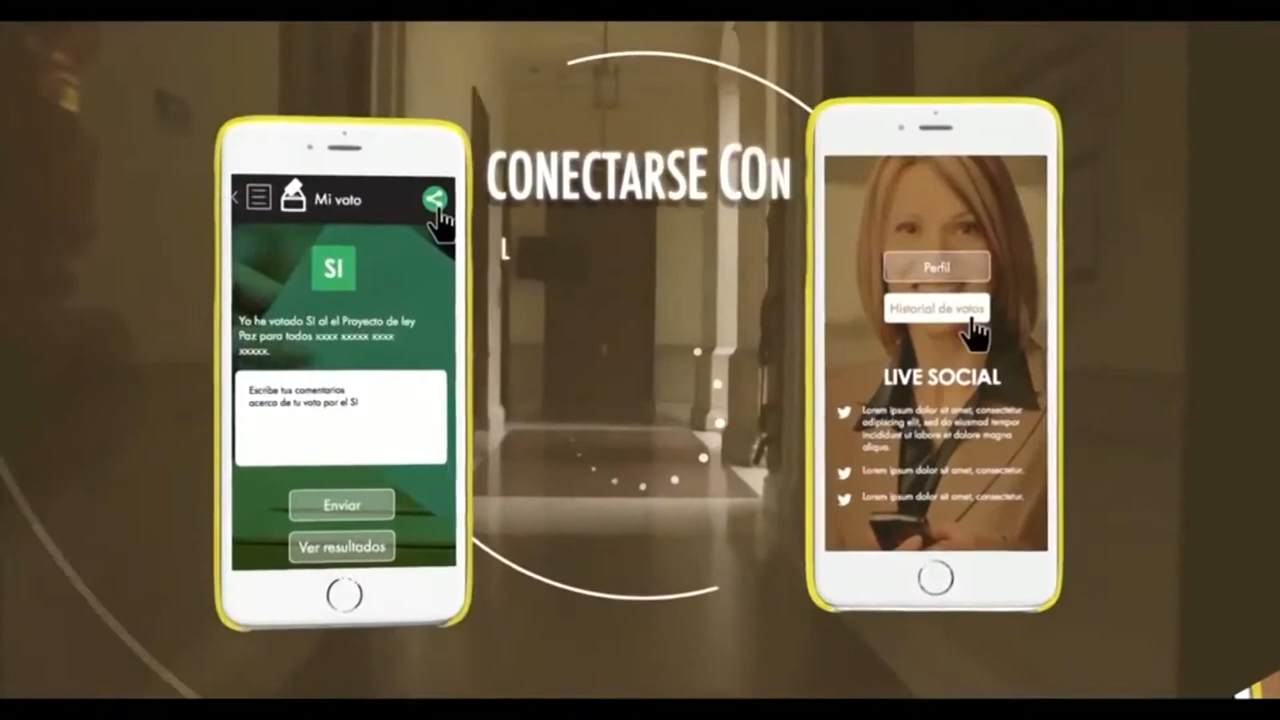 CONECTARSE CON
L
Mi voto
SI
Yo he votado SI al el Proyecto de ley
Paz para todos xxxx xxxxx xxxx
xxxxx.
Escribe tus comentarios
acerca de tu voto por el SI
Enviar
Ver resultados
Perfil
Historial de votos
LIVE SOCIAL
Lorem ipsum dolor sit amet, consectetur
adipiscing elit, sed do eiusmod tempor
incididunt ut labore et dolore magna
aliqua.
Lorem ipsum dolor sit amet, consectetur.
Lorem ipsum dolor sit amet, consectetur.